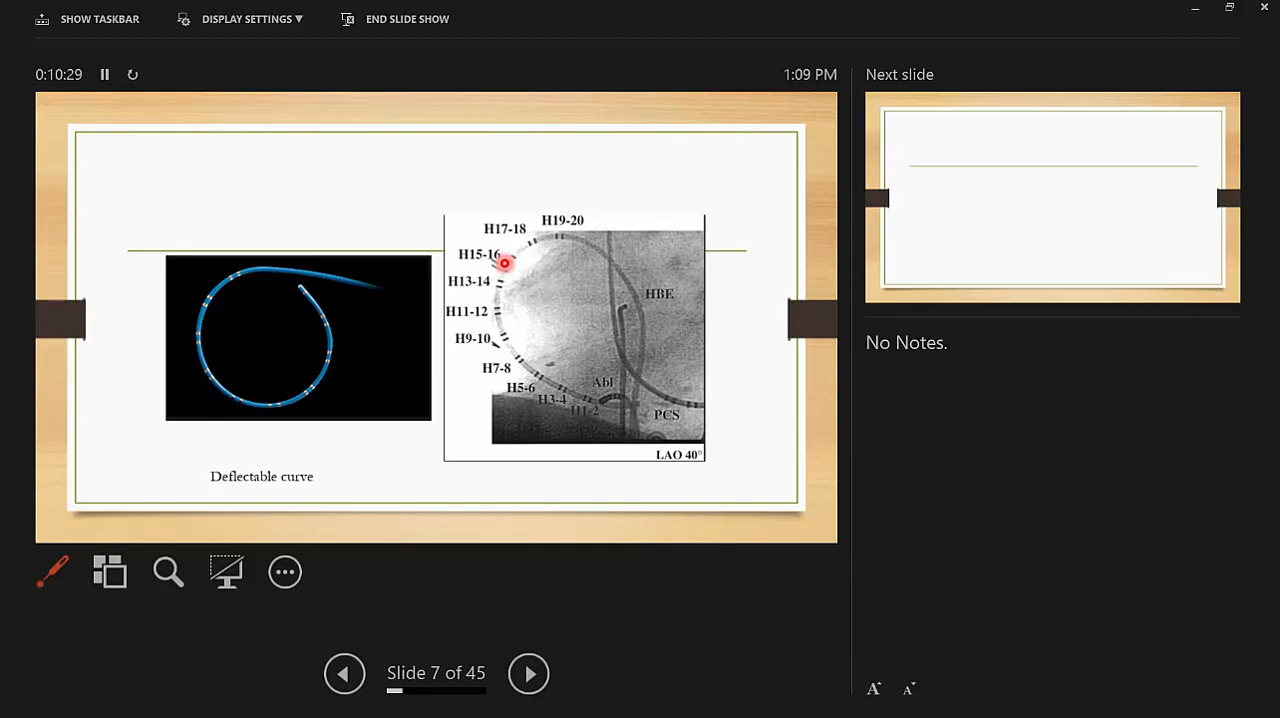 SHOW TASKBAR
DISPLAY SETTINGS ▼
END SLIDE SHOW
0:10:29
1:09 PM
Next slide
H19-20
H17-18
H15-16
H13-14
HBE
H11-12
H9-10
H7-8
Abl
H5-6
H3-4
H1-2
PCS
LAO 40°
Deflectable curve
No Notes.
Slide 7 of 45
A
A